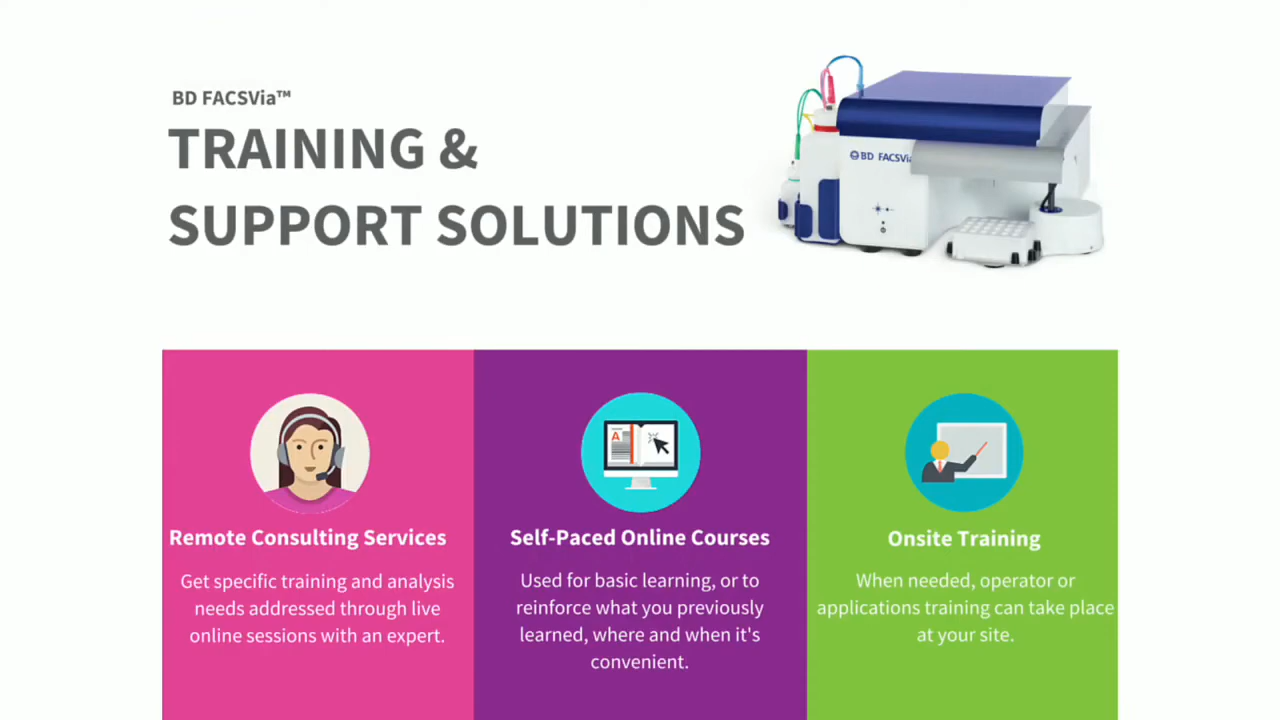 BD FACSVia™
TRAINING &
SUPPORT SOLUTIONS
BD FACSVia
Remote Consulting Services
Get specific training and analysis
needs addressed through live
online sessions with an expert.
A
Self-Paced Online Courses
Used for basic learning, or to
reinforce what you previously
learned, where and when it's
convenient.
Onsite Training
When needed, operator or
applications training can take place
at your site.